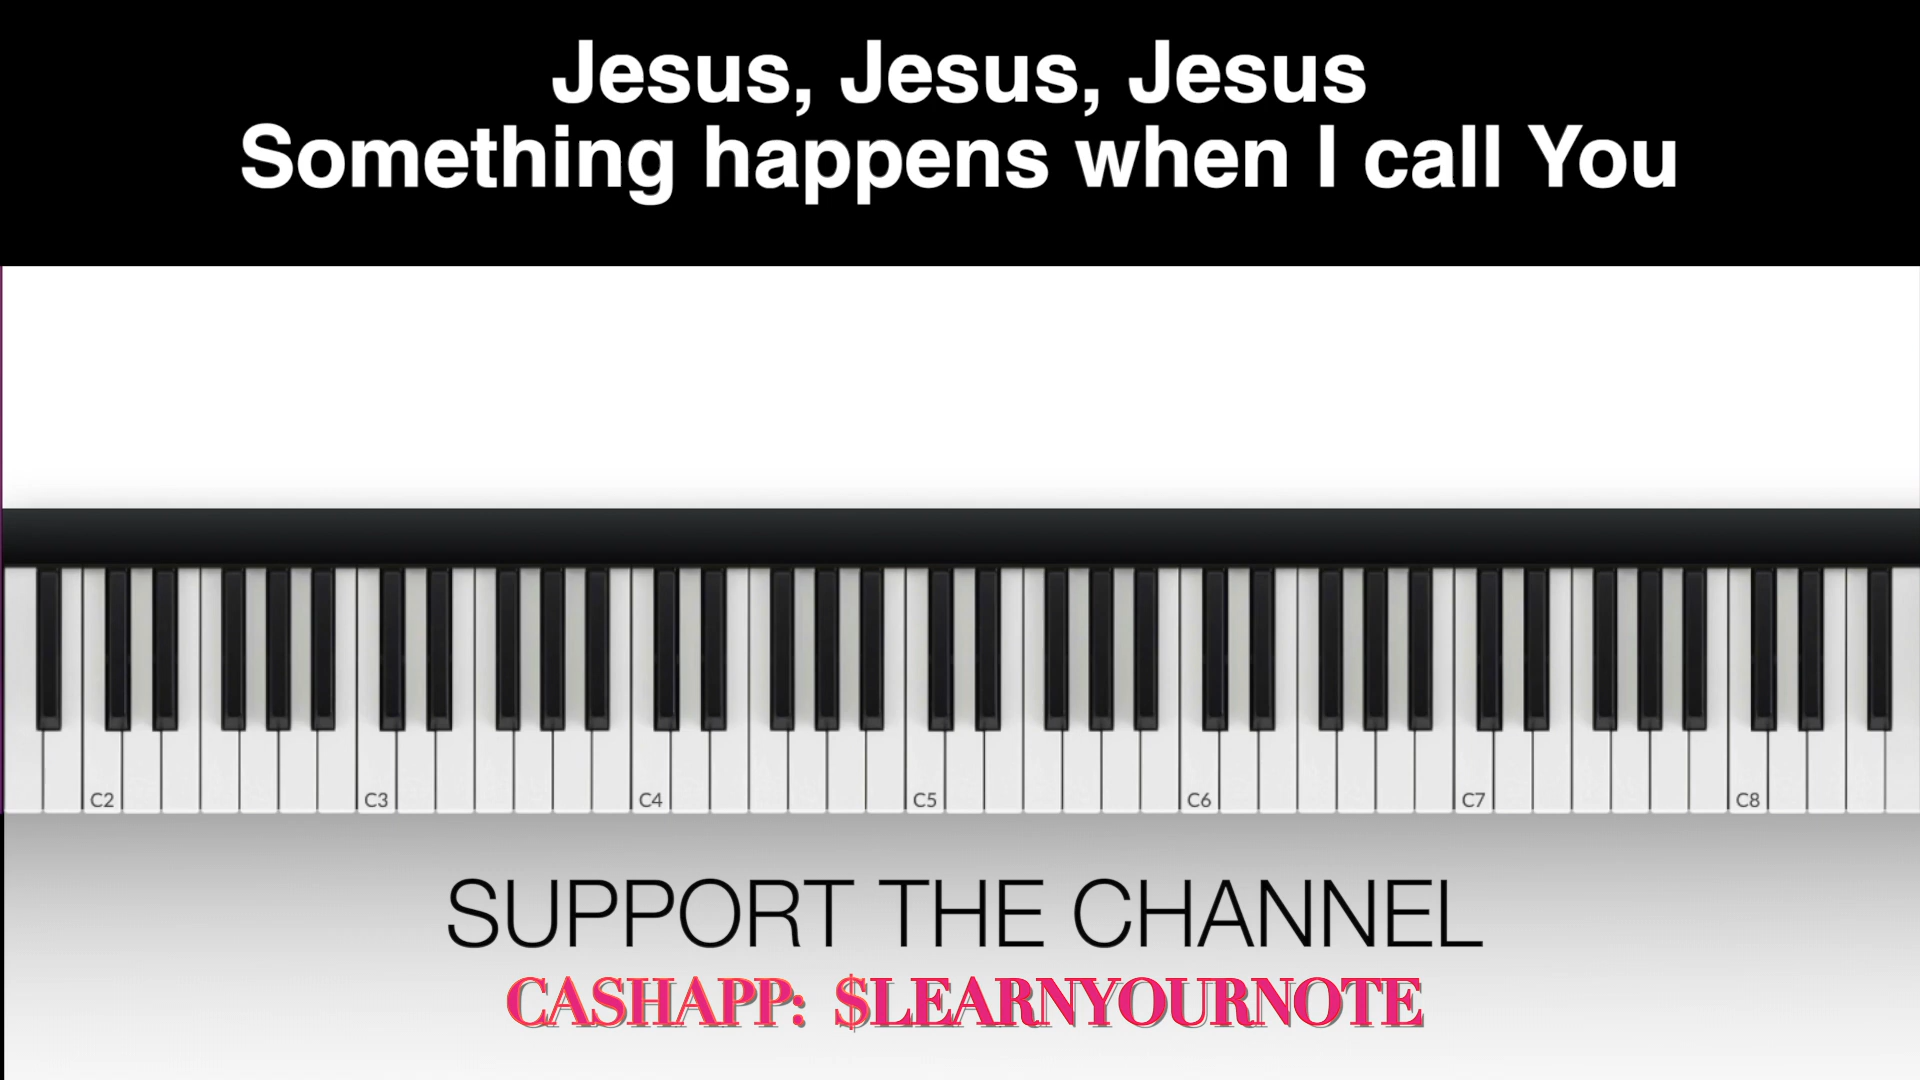 Jesus, Jesus, Jesus
Something happens when I call You
C2 C3 C4 C5 C6 C7 C8
SUPPORT THE CHANNEL
CASHAPP: $LEARNYOURNOTE